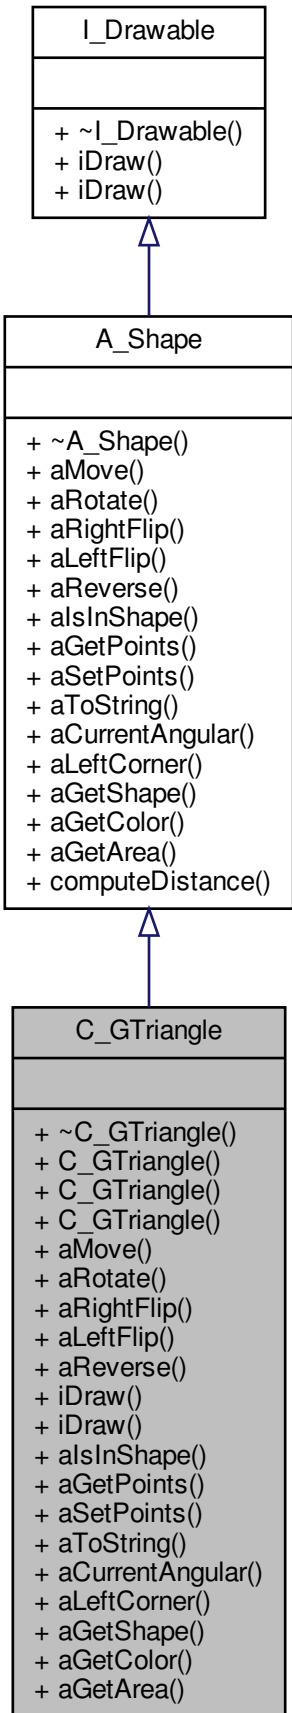 I_Drawable
+ ~I_Drawable()
+ iDraw()
+ iDraw()
A_Shape
+ ~A_Shape()
+ aMove()
+ aRotate()
+ aRightFlip()
+ aLeftFlip()
+ aReverse()
+ aIsInShape()
+ aGetPoints()
+ aSetPoints()
+ aToString()
+ aCurrentAngular()
+ aLeftCorner()
+ aGetShape()
+ aGetColor()
+ aGetArea()
+ computeDistance()
C_GTriangle
+ ~C_GTriangle()
+ C_GTriangle()
+ C_GTriangle()
+ C_GTriangle()
+ aMove()
+ aRotate()
+ aRightFlip()
+ aLeftFlip()
+ aReverse()
+ iDraw()
+ iDraw()
+ aIsInShape()
+ aGetPoints()
+ aSetPoints()
+ aToString()
+ aCurrentAngular()
+ aLeftCorner()
+ aGetShape()
+ aGetColor()
+ aGetArea()